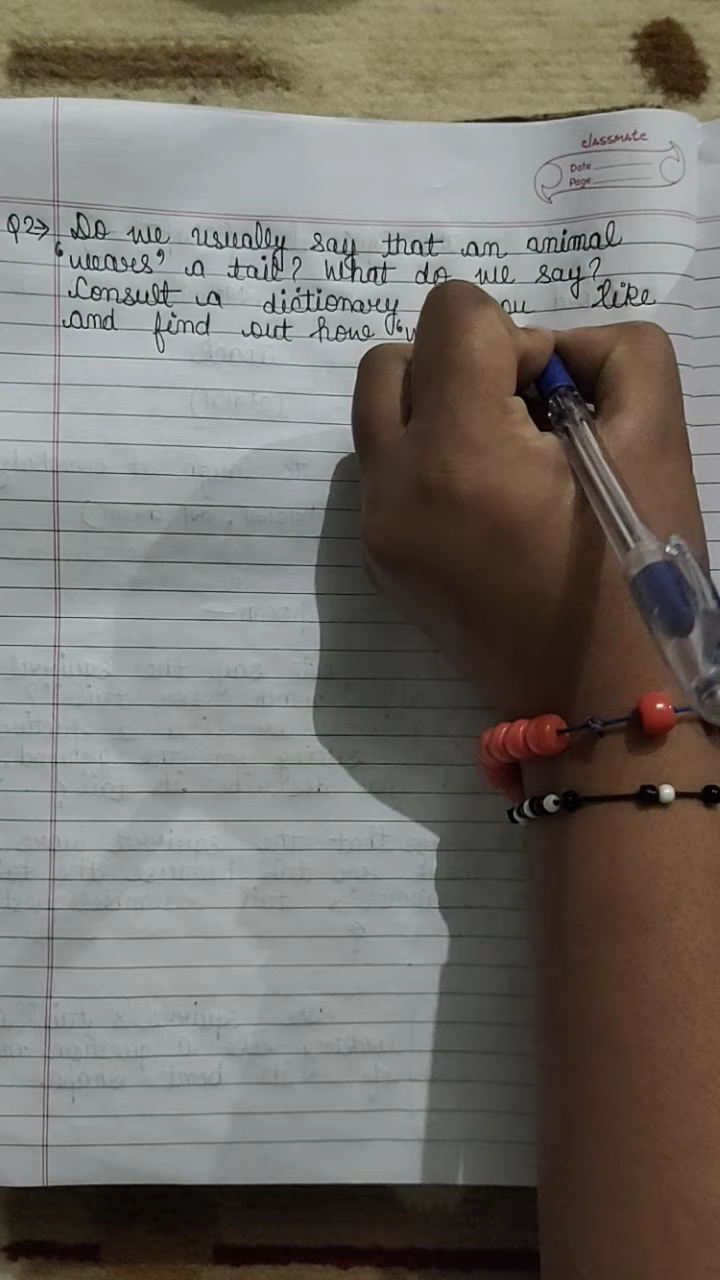 classmate
Date
Page
Q2→ Do we usually say that an animal
"weaves" a tail? What do we say?
Consult a dictionary you like
and find out how